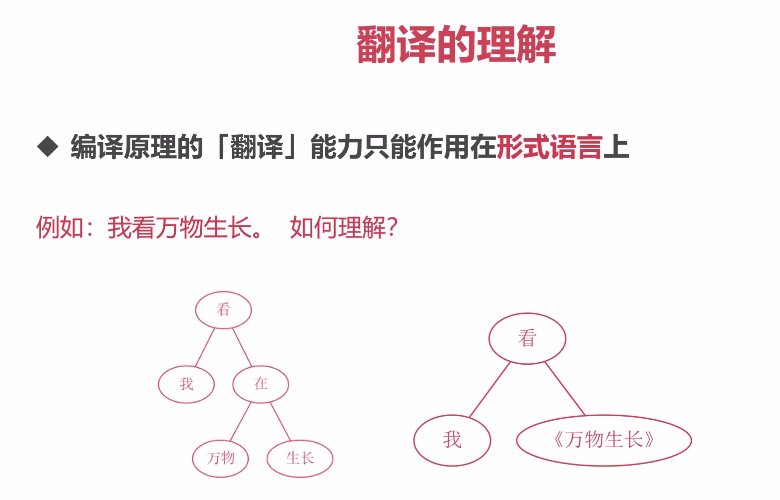 翻译的理解
◆ 编译原理的「翻译」能力只能作用在形式语言上
例如：我看万物生长。 如何理解？
看
我
在
万物
生长
看
我
《万物生长》